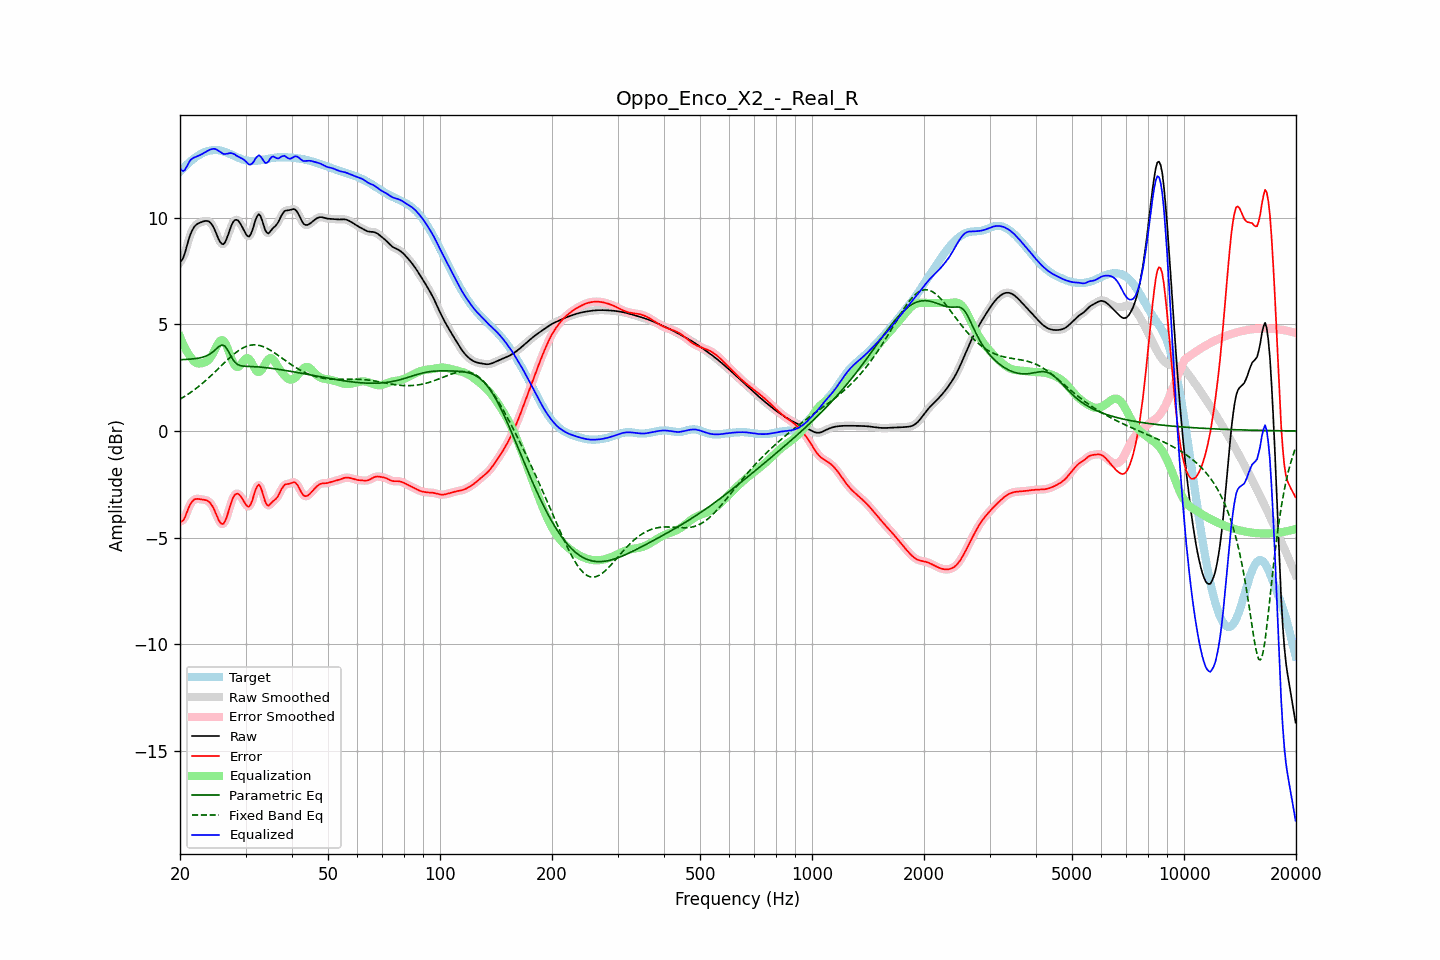 Oppo_Enco_X2_-_Real_R
Amplitude (dBr)
10
5
0
−5
−10
−15
Target
Raw Smoothed
Error Smoothed
Raw
Error
Equalization
Parametric Eq
Fixed Band Eq
Equalized
20 50 100 200 500 1000 2000 5000 10000 20000
Frequency (Hz)